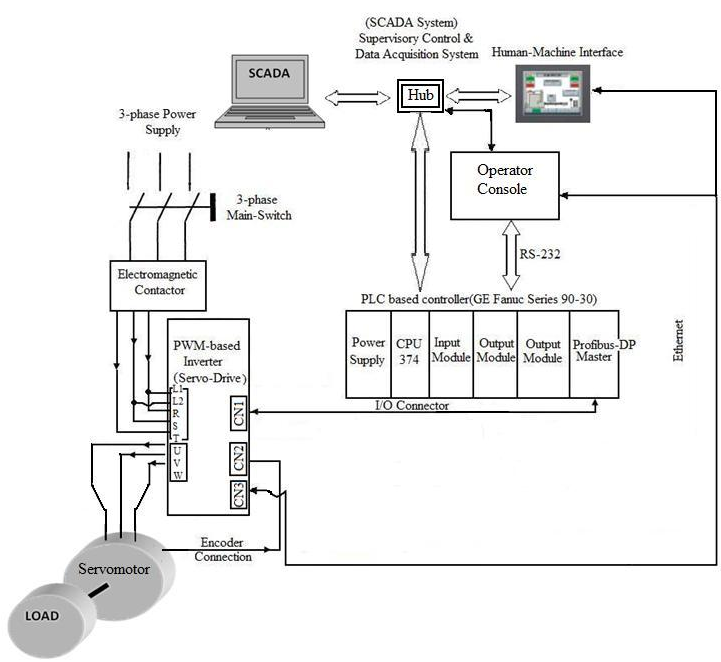 (SCADA System)
Supervisory Control &
Data Acquisition System
Human-Machine Interface
SCADA
Hub
3-phase Power
Supply
Operator
Console
3-phase
Main-Switch
RS-232
Electromagnetic
Contactor
PLC based controller(GE Fanuc Series 90-30)
Power
Supply
CPU
374
Input
Module
Output
Module
Output
Module
Profibus-DP
Master
Ethernet
PWM-based
Inverter
(Servo-Drive)
L1
L2
R
S
T
U
V
W
CN1
CN2
CN3
I/O Connector
Encoder
Connection
Servomotor
LOAD